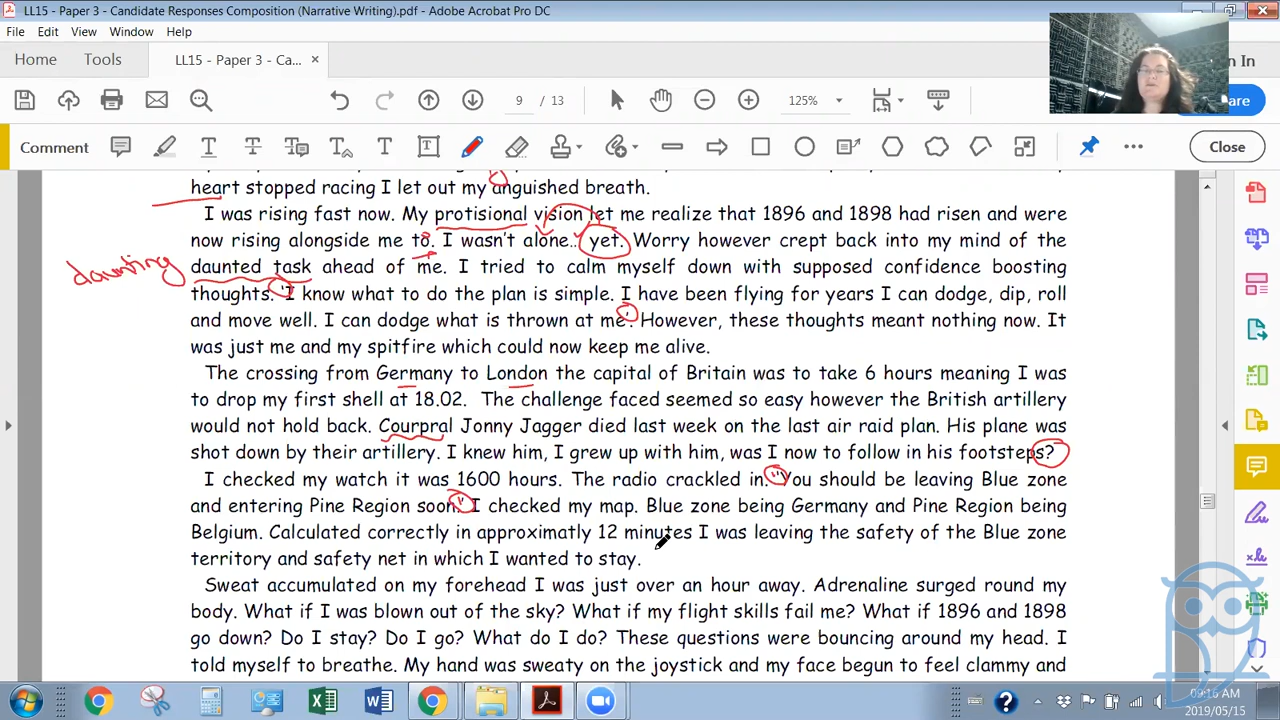 LL15 - Paper 3 - Candidate Responses Composition (Narrative Writing).pdf - Adobe Acrobat Pro DC
File Edit View Window Help
Home Tools LL15 - Paper 3 - Ca... × In
9 / 13 125% are
Comment Close
heart stopped racing I let out my anguished breath.
I was rising fast now. My protisional vision let me realize that 1896 and 1898 had risen and were
now rising alongside me to. I wasn't alone.. yet. Worry however crept back into my mind of the
daunting
daunted task ahead of me. I tried to calm myself down with supposed confidence boosting
thoughts. 'I know what to do the plan is simple. I have been flying for years I can dodge, dip, roll
and move well. I can dodge what is thrown at me'. However, these thoughts meant nothing now. It
was just me and my spitfire which could now keep me alive.
The crossing from Germany to London the capital of Britain was to take 6 hours meaning I was
to drop my first shell at 18.02. The challenge faced seemed so easy however the British artillery
would not hold back. Courpral Jonny Jagger died last week on the last air raid plan. His plane was
shot down by their artillery. I knew him, I grew up with him, was I now to follow in his footsteps?
I checked my watch it was 1600 hours. The radio crackled in. "You should be leaving Blue zone
and entering Pine Region soon." I checked my map. Blue zone being Germany and Pine Region being
Belgium. Calculated correctly in approximatly 12 minutes I was leaving the safety of the Blue zone
territory and safety net in which I wanted to stay.
Sweat accumulated on my forehead I was just over an hour away. Adrenaline surged round my
body. What if I was blown out of the sky? What if my flight skills fail me? What if 1896 and 1898
go down? Do I stay? Do I go? What do I do? These questions were bouncing around my head. I
told myself to breathe. My hand was sweaty on the joystick and my face begun to feel clammy and
09:16 AM
2019/05/15